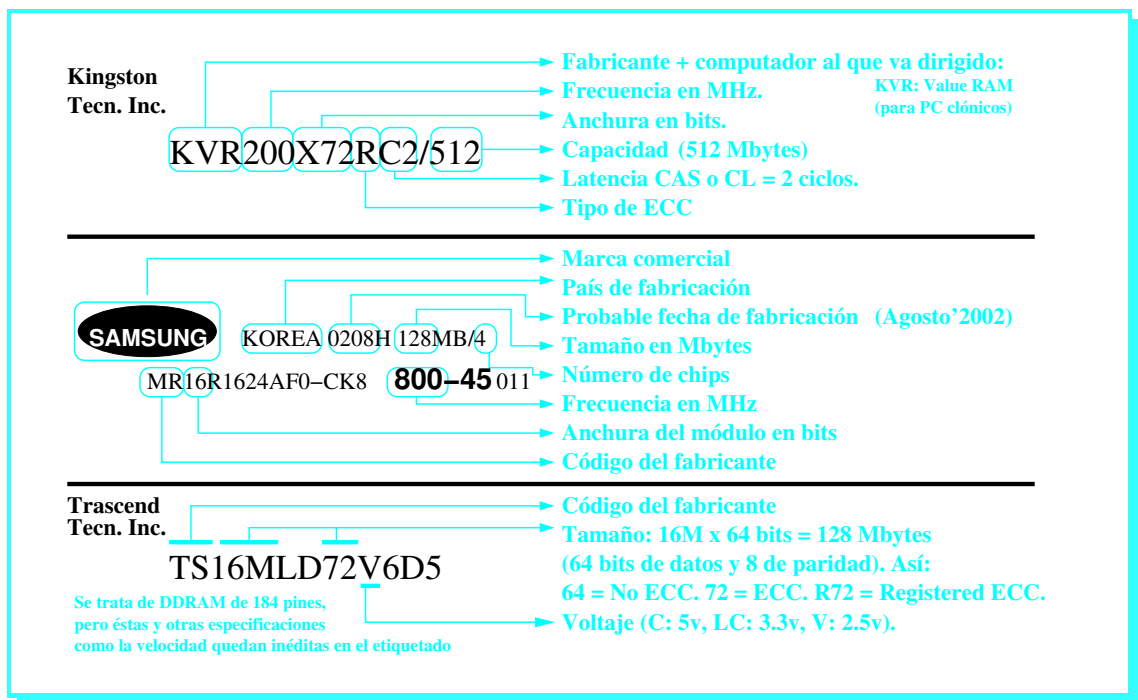 Kingston
Tecn. Inc.
Fabricante + computador al que va dirigido:
KVR: Value RAM
(para PC clónicos)
Frecuencia en MHz.
Anchura en bits.
KVR200X72RC2/512
Capacidad (512 Mbytes)
Latencia CAS o CL = 2 ciclos.
Tipo de ECC
Marca comercial
País de fabricación
Probable fecha de fabricación (Agosto’2002)
SAMSUNG KOREA 0208H 128MB/4
Tamaño en Mbytes
Número de chips
MR16R1624AF0−CK8 800−45 011
Frecuencia en MHz
Anchura del módulo en bits
Código del fabricante
Trascend
Tecn. Inc.
Código del fabricante
Tamaño: 16M x 64 bits = 128 Mbytes
(64 bits de datos y 8 de paridad). Así:
64 = No ECC. 72 = ECC. R72 = Registered ECC.
TS16MLD72V6D5
Voltaje (C: 5v, LC: 3.3v, V: 2.5v).
Se trata de DDRAM de 184 pines,
pero éstas y otras especificaciones
como la velocidad quedan inéditas en el etiquetado